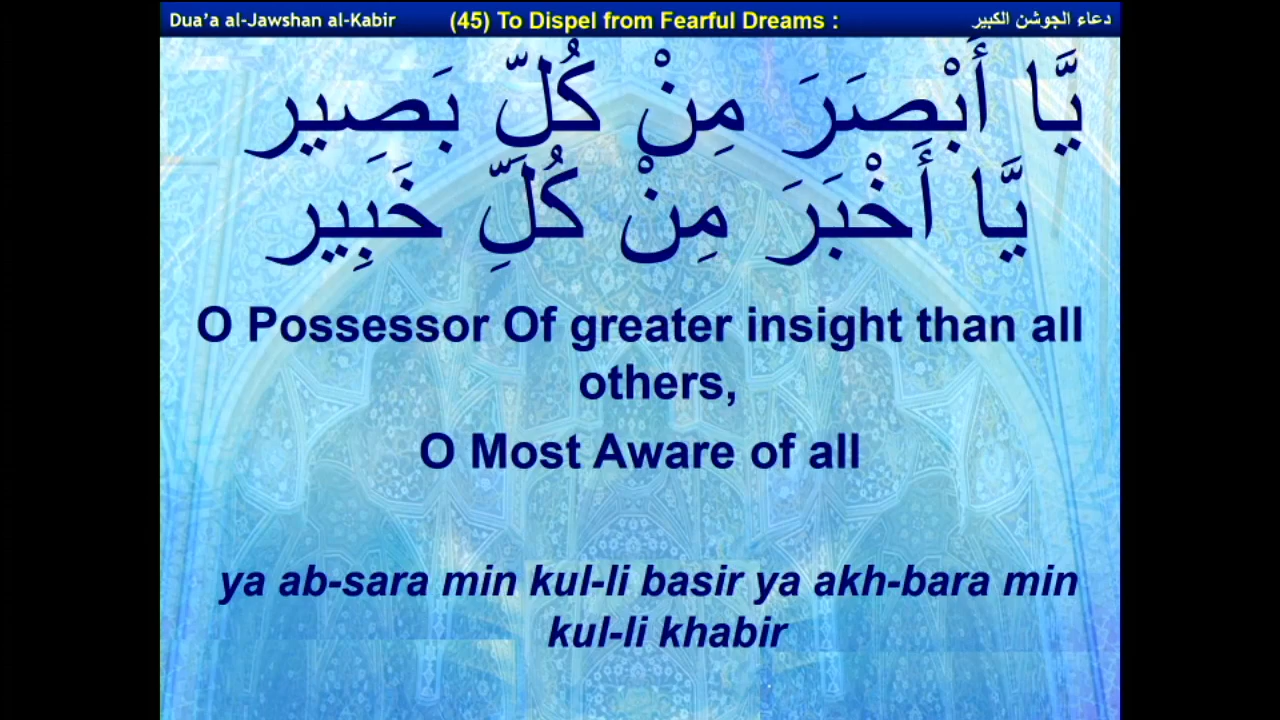 Dua’a al-Jawshan al-Kabir (45) To Dispel from Fearful Dreams : دعاء الجوشن الكبير
يَّا أَبْصَرَ مِنْ كُلِّ بَصِير
يَّا أَخْبَرَ مِنْ كُلِّ خَبِير
O Possessor Of greater insight than all
others,
O Most Aware of all
ya ab-sara min kul-li basir ya akh-bara min
kul-li khabir